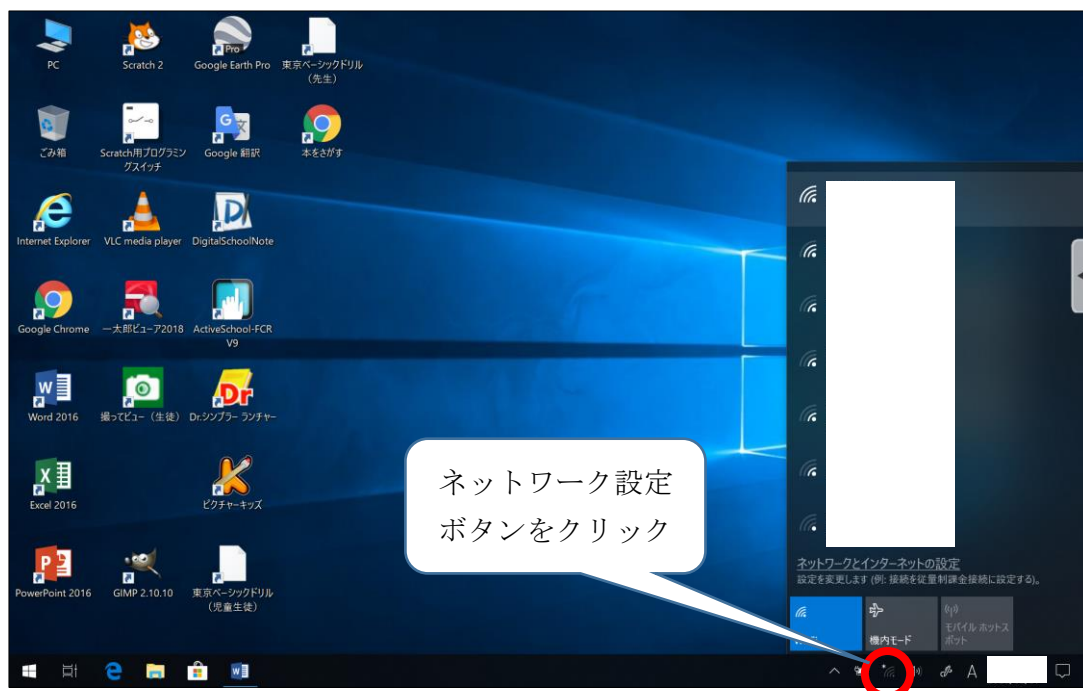 PC
Scratch 2
Pro
Google Earth Pro
東京ベーシックドリル
(先生)
ごみ箱
Scratch用プログラミン
グスイッチ
G
Google 翻訳
本をさがす
Internet Explorer
VLC media player
DigitalSchoolNote
Google Chrome
一太郎ビューア2018
ActiveSchool-FCR
V9
W
Word 2016
撮ってビュー（生徒）
Dr
Dr.シンプラー ランチャー
X
Excel 2016
ピクチャーキッズ
P
PowerPoint 2016
GIMP 2.10.10
東京ベーシックドリル
(児童生徒)
ネットワーク設定
ボタンをクリック
ネットワークとインターネットの設定
設定を変更します (例: 接続を従量制課金接続に設定する)。
機内モード
モバイル ホットス
ポット
W
A